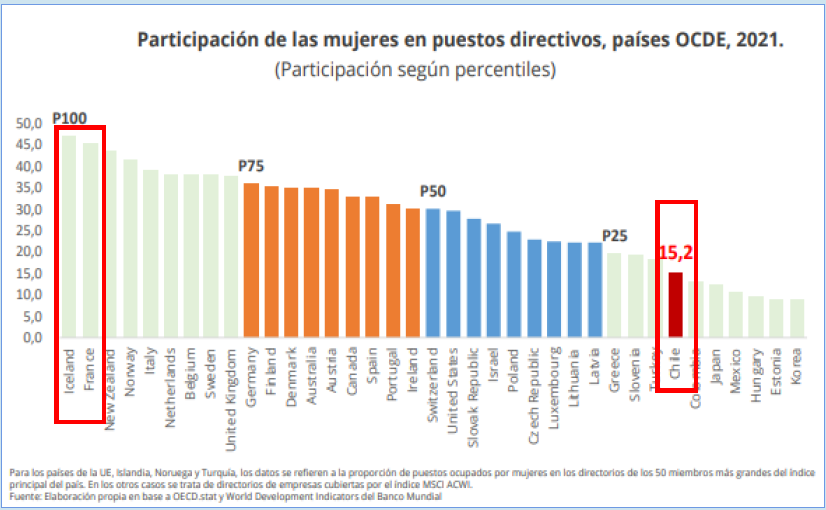 Participación de las mujeres en puestos directivos, países OCDE, 2021.
(Participación según percentiles)
P100
P75
P50
P25
15,2
50,0
45,0
40,0
35,0
30,0
25,0
20,0
15,0
10,0
5,0
0,0
Iceland
France
New Zealand
Norway
Italy
Netherlands
Belgium
Sweden
United Kingdom
Germany
Finland
Denmark
Australia
Austria
Canada
Spain
Portugal
Ireland
Switzerland
United States
Slovak Republic
Israel
Poland
Czech Republic
Luxembourg
Lithuania
Latvia
Greece
Slovenia
Turkey
Chile
Colombia
Japan
Mexico
Hungary
Estonia
Korea
Para los países de la UE, Islandia, Noruega y Turquía, los datos se refieren a la proporción de puestos ocupados por mujeres en los directorios de los 50 miembros más grandes del índice
principal del país. En los otros casos se trata de directorios de empresas cubiertas por el índice MSCI ACWI.
Fuente: Elaboración propia en base a OECD.stat y World Development Indicators del Banco Mundial